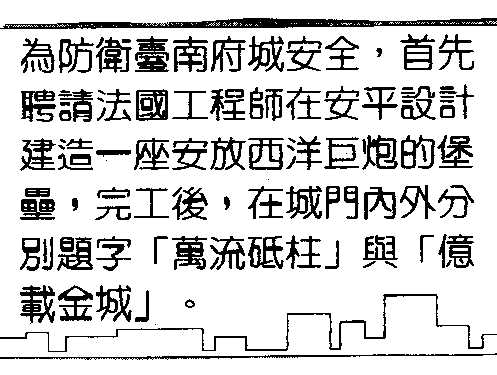 為防衛臺南府城安全，首先
聘請法國工程師在安平設計
建造一座安放西洋巨炮的堡
壘，完工後，在城門內外分
別題字「萬流砥柱」與「億
載金城」。